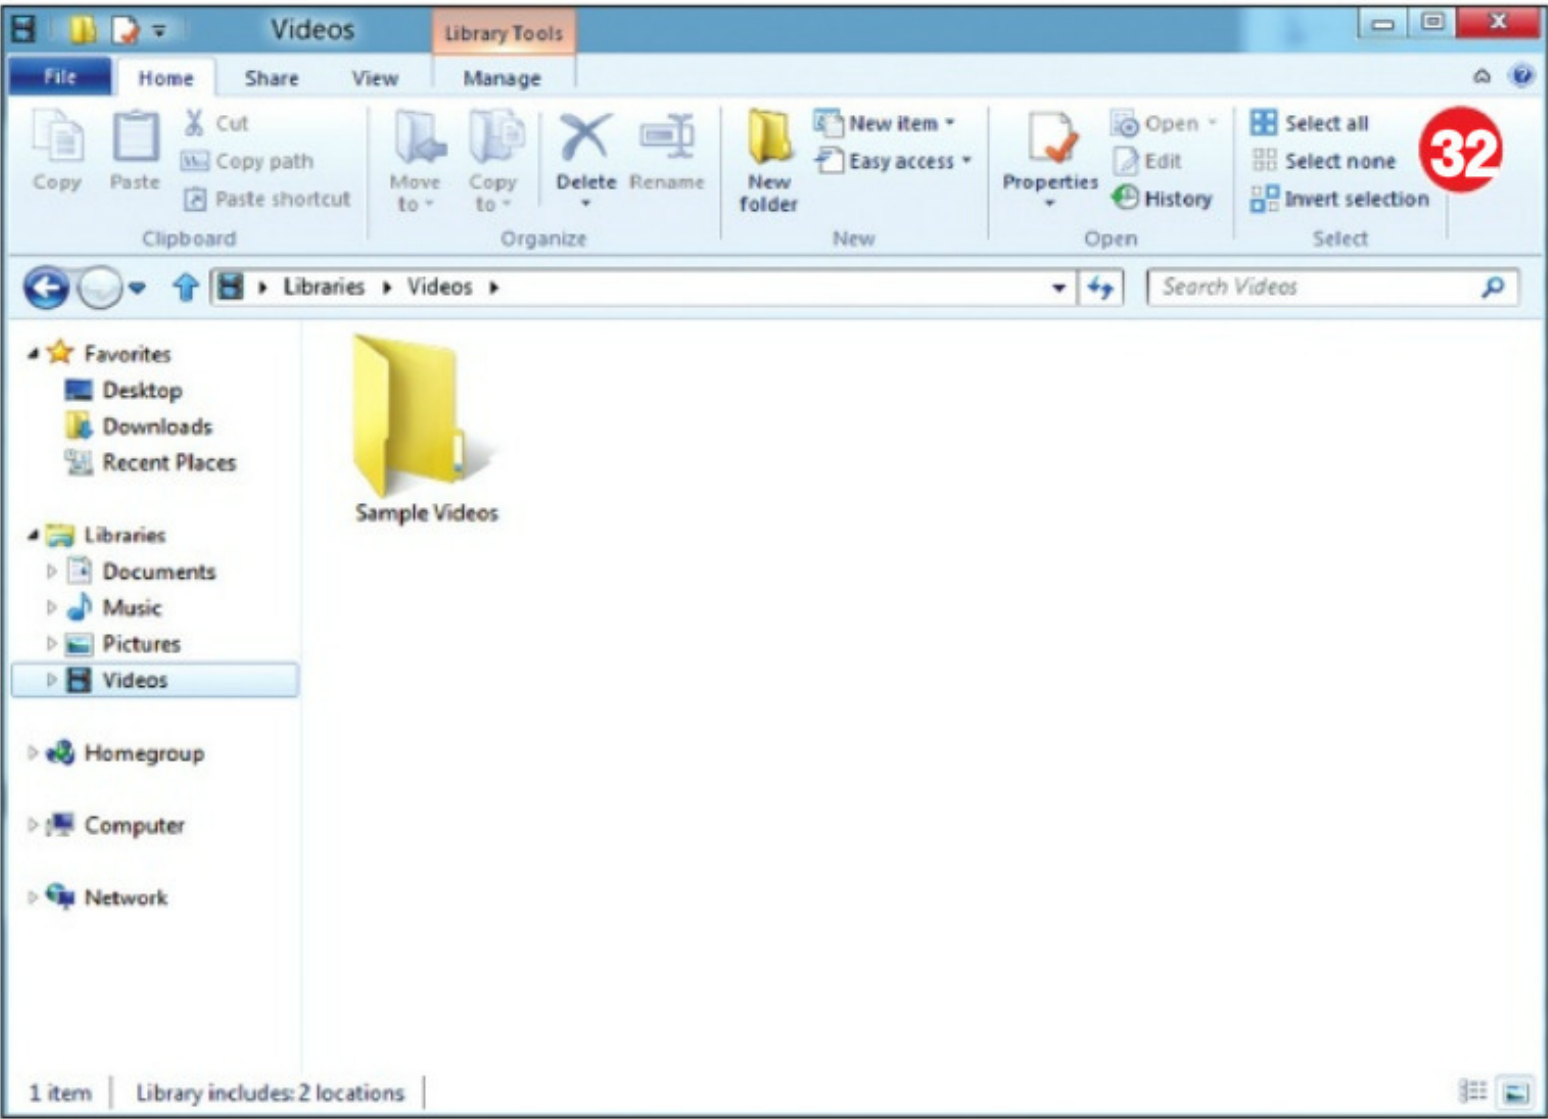 Videos
Library Tools
File Home Share View Manage
Copy
Paste
Cut
Copy path
Paste shortcut
Clipboard
Move to
Copy to
Delete
Rename
Organize
New folder
New item
Easy access
New
Properties
Open
Edit
History
Open
Select all
Select none
Invert selection
Select
32
Libraries Videos
Search Videos
Favorites
Desktop
Downloads
Recent Places
Libraries
Documents
Music
Pictures
Videos
Homegroup
Computer
Network
Sample Videos
1 item Library includes: 2 locations